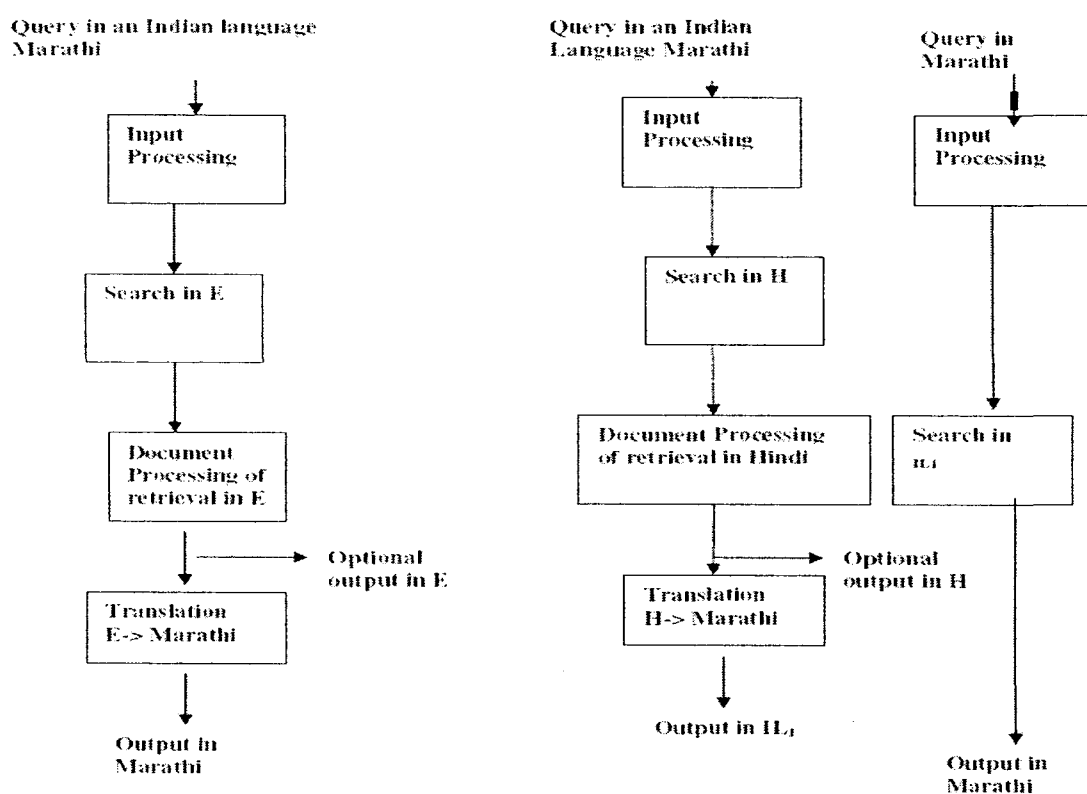 Query in an Indian language
Marathi
Input
Processing
Search in E
Document
Processing of
retrieval in E
Optional
output in E
Translation
E-> Marathi
Output in
Marathi
Query in an Indian
Language Marathi
Input
Processing
Search in H
Document Processing
of retrieval in Hindi
Optional
output in H
Translation
H-> Marathi
Output in IL₁
Query in
Marathi
Input
Processing
Search in
IL₁
Output in
Marathi